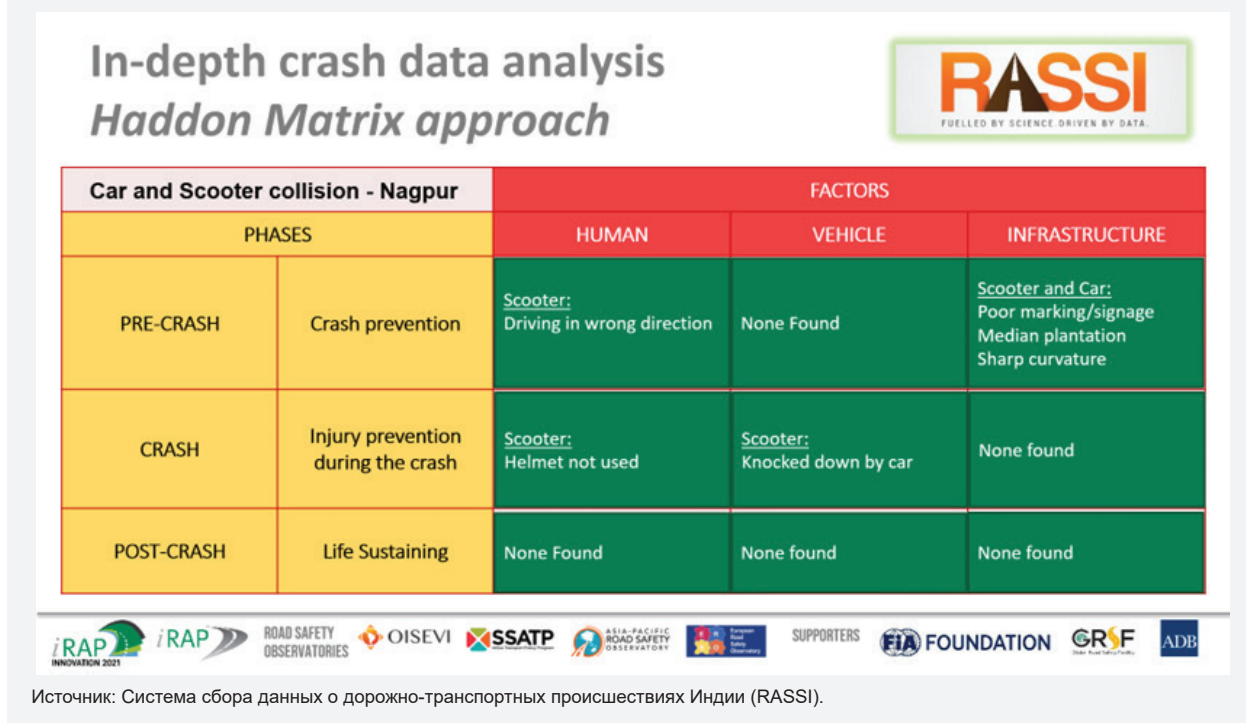 In-depth crash data analysis
Haddon Matrix approach
RASSI
FUELLED BY SCIENCE.DRIVEN BY DATA.
Car and Scooter collision - Nagpur
FACTORS
PHASES
HUMAN
VEHICLE
INFRASTRUCTURE
PRE-CRASH
Crash prevention
Scooter:
Driving in wrong direction
None Found
Scooter and Car:
Poor marking/signage
Median plantation
Sharp curvature
CRASH
Injury prevention
during the crash
Scooter:
Helmet not used
Scooter:
Knocked down by car
None found
POST-CRASH
Life Sustaining
None Found
None found
None found
iRAP
INNOVATION 2021
iRAP
ROAD SAFETY
OBSERVATORIES
OISEVI
SSATP
ASIA-PACIFIC
ROAD SAFETY
OBSERVATORY
European
Road
Safety
Observatory
SUPPORTERS
FIA FOUNDATION
GRSF
ADB
Источник: Система сбора данных о дорожно-транспортных происшествиях Индии (RASSI).